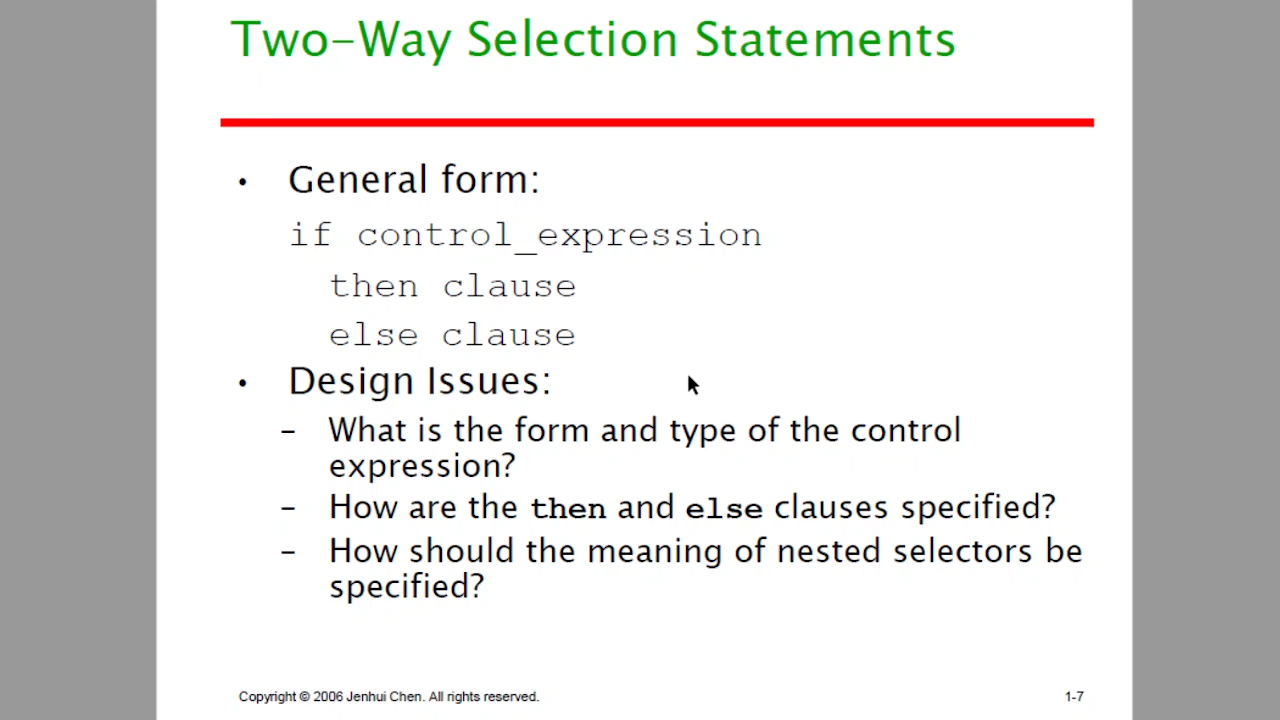 Two-Way Selection Statements
• General form:
if control_expression
then clause
else clause
• Design Issues:
– What is the form and type of the control
expression?
– How are the then and else clauses specified?
– How should the meaning of nested selectors be
specified?
Copyright © 2006 Jenhui Chen. All rights reserved.
1-7